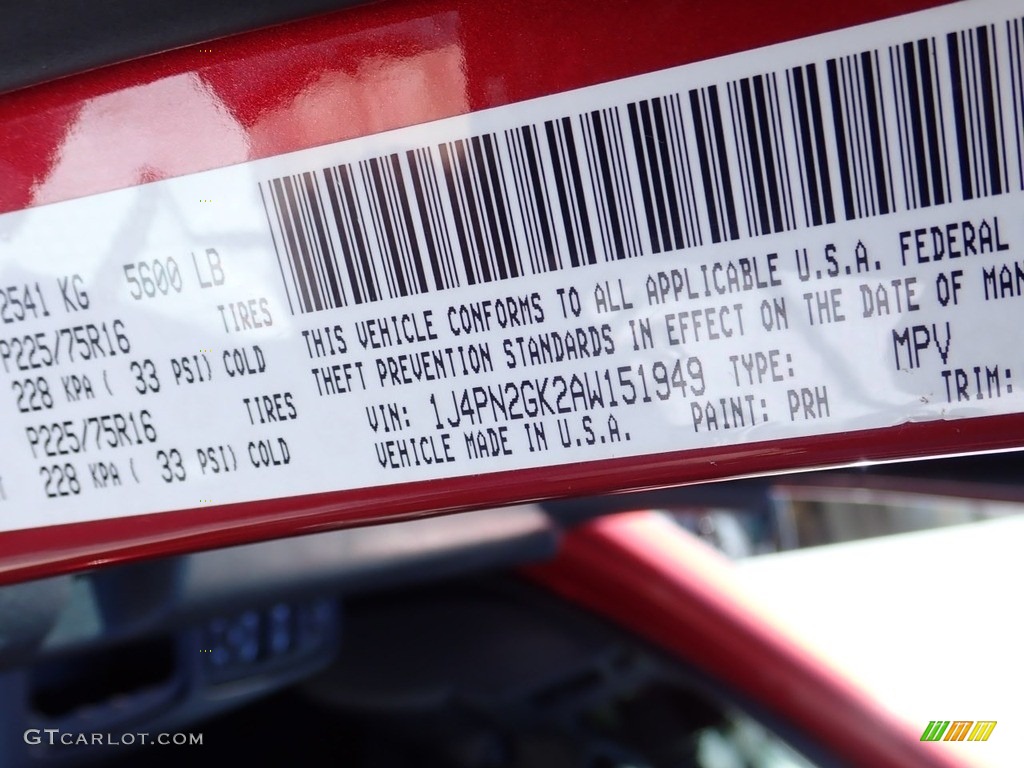 2541 KG 5600 LB
P225/75R16 TIRES
228 KPA ( 33 PSI) COLD
P225/75R16 TIRES
228 KPA ( 33 PSI) COLD
THIS VEHICLE CONFORMS TO ALL APPLICABLE U.S.A. FEDERAL
THEFT PREVENTION STANDARDS IN EFFECT ON THE DATE OF MAN
VIN: 1J4PN2GK2AW151949 TYPE: MPV
VEHICLE MADE IN U.S.A. PAINT: PRH TRIM:
GTCARLOT.COM